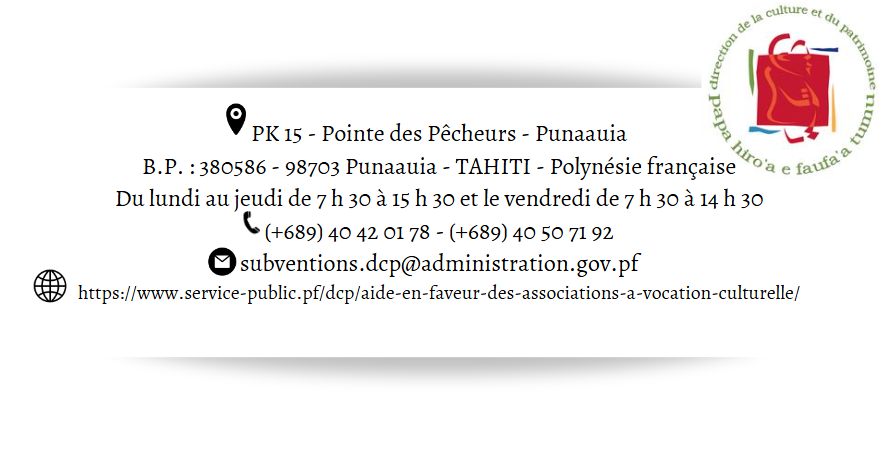 direction de la culture et du patrimoine
Papa hiro'a e faufa'a tumu
PK 15 - Pointe des Pêcheurs - Punaauia
B.P. : 380586 - 98703 Punaauia - TAHITI - Polynésie française
Du lundi au jeudi de 7 h 30 à 15 h 30 et le vendredi de 7 h 30 à 14 h 30
(+689) 40 42 01 78 - (+689) 40 50 71 92
subventions.dcp@administration.gov.pf
https://www.service-public.pf/dcp/aide-en-faveur-des-associations-a-vocation-culturelle/